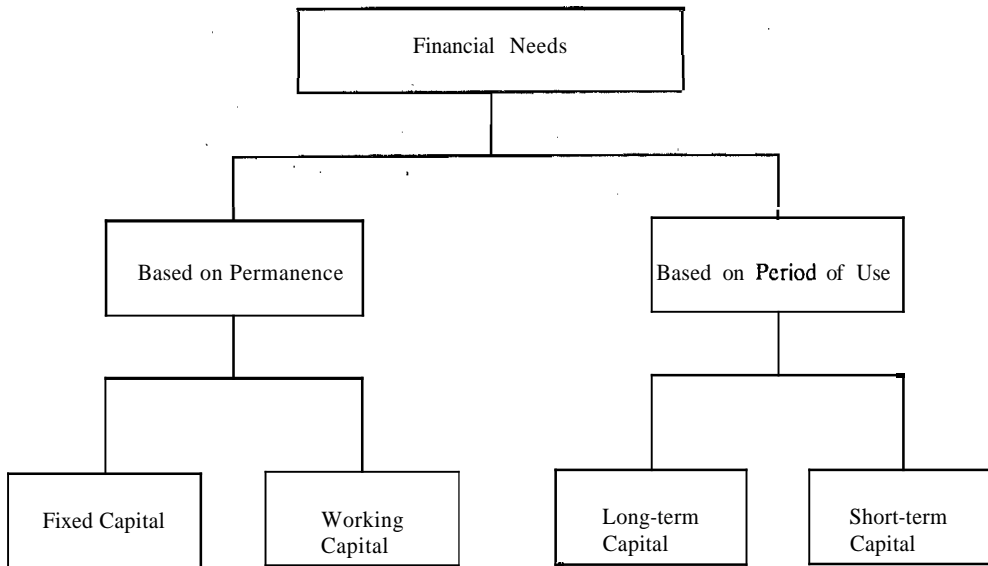 Financial Needs
Based on Permanence
Based on Period of Use
Fixed Capital
Working
Capital
Long-term
Capital
Short-term
Capital